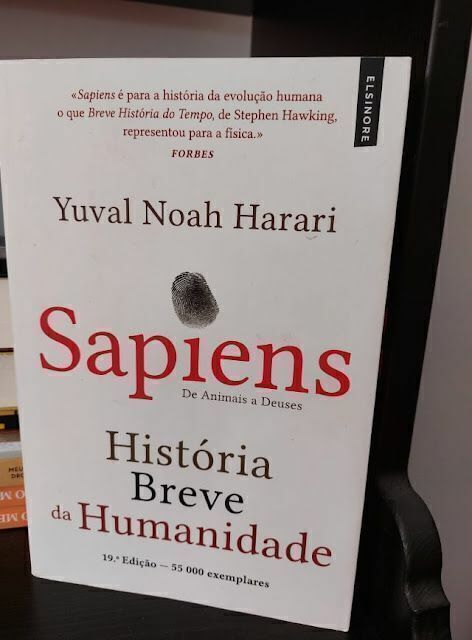 «Sapiens é para a história da evolução humana
o que Breve História do Tempo, de Stephen Hawking,
representou para a física.»
FORBES
ELSINORE
Yuval Noah Harari
Sapiens
De Animais a Deuses
História
Breve
da Humanidade
19.ª Edição — 55 000 exemplares